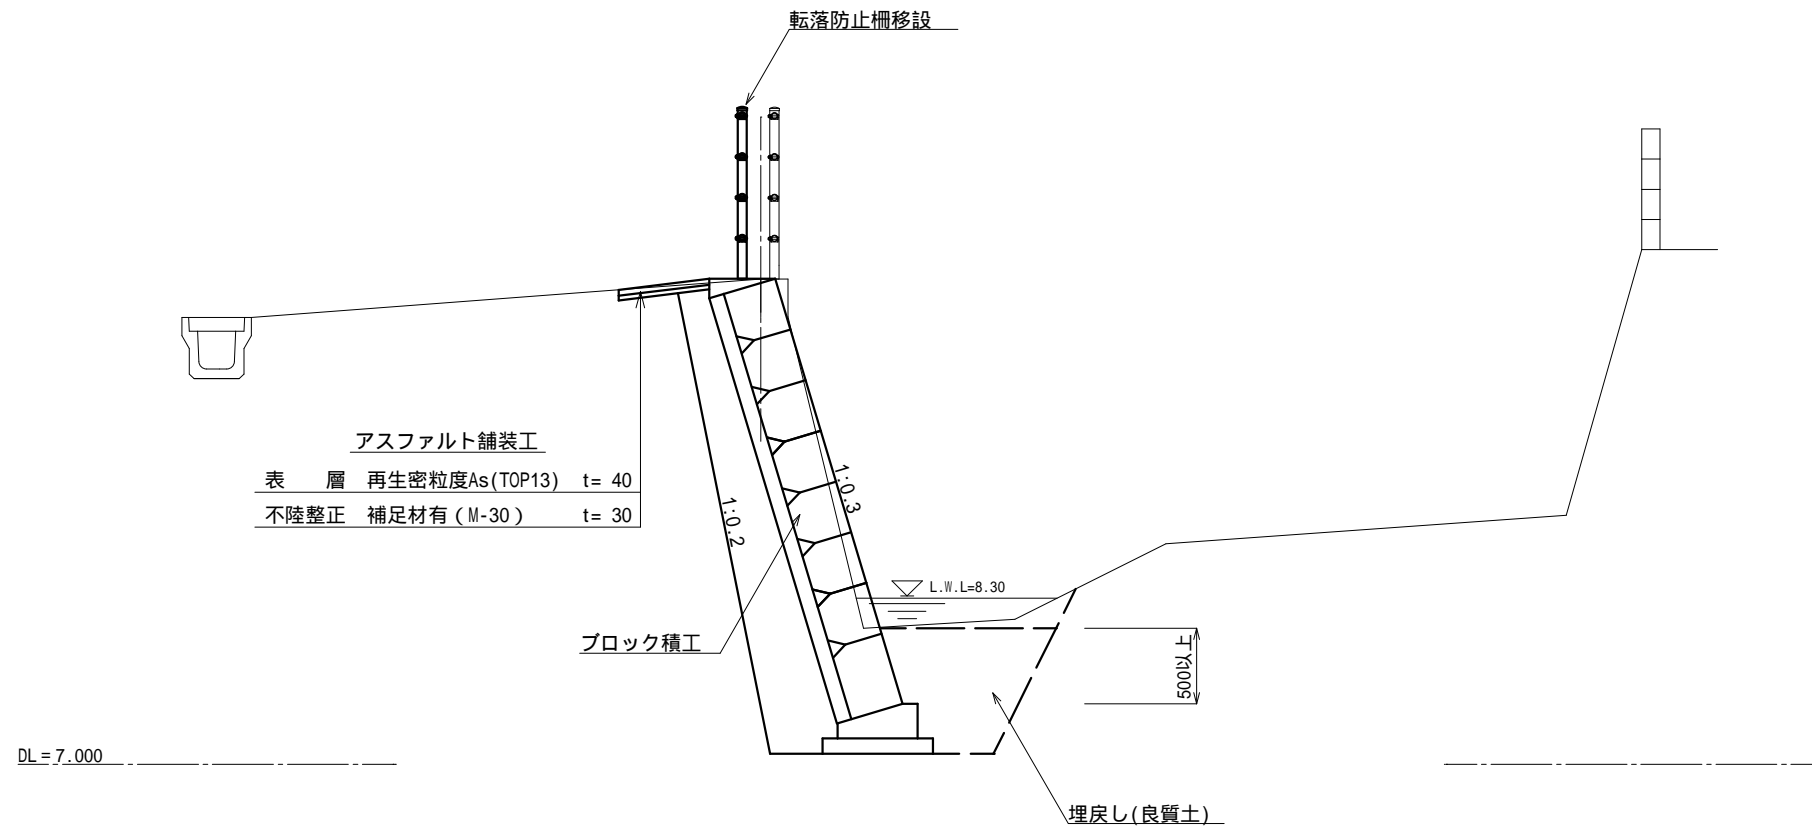 転落防止柵移設
アスファルト舗装工
表　　層　再生密粒度As(TOP13)　t= 40
不陸整正　補足材有（M-30）　t= 30
1:0.2
1:0.3
L.W.L=8.30
ブロック積工
500以上
DL=7.000
埋戻し(良質土)